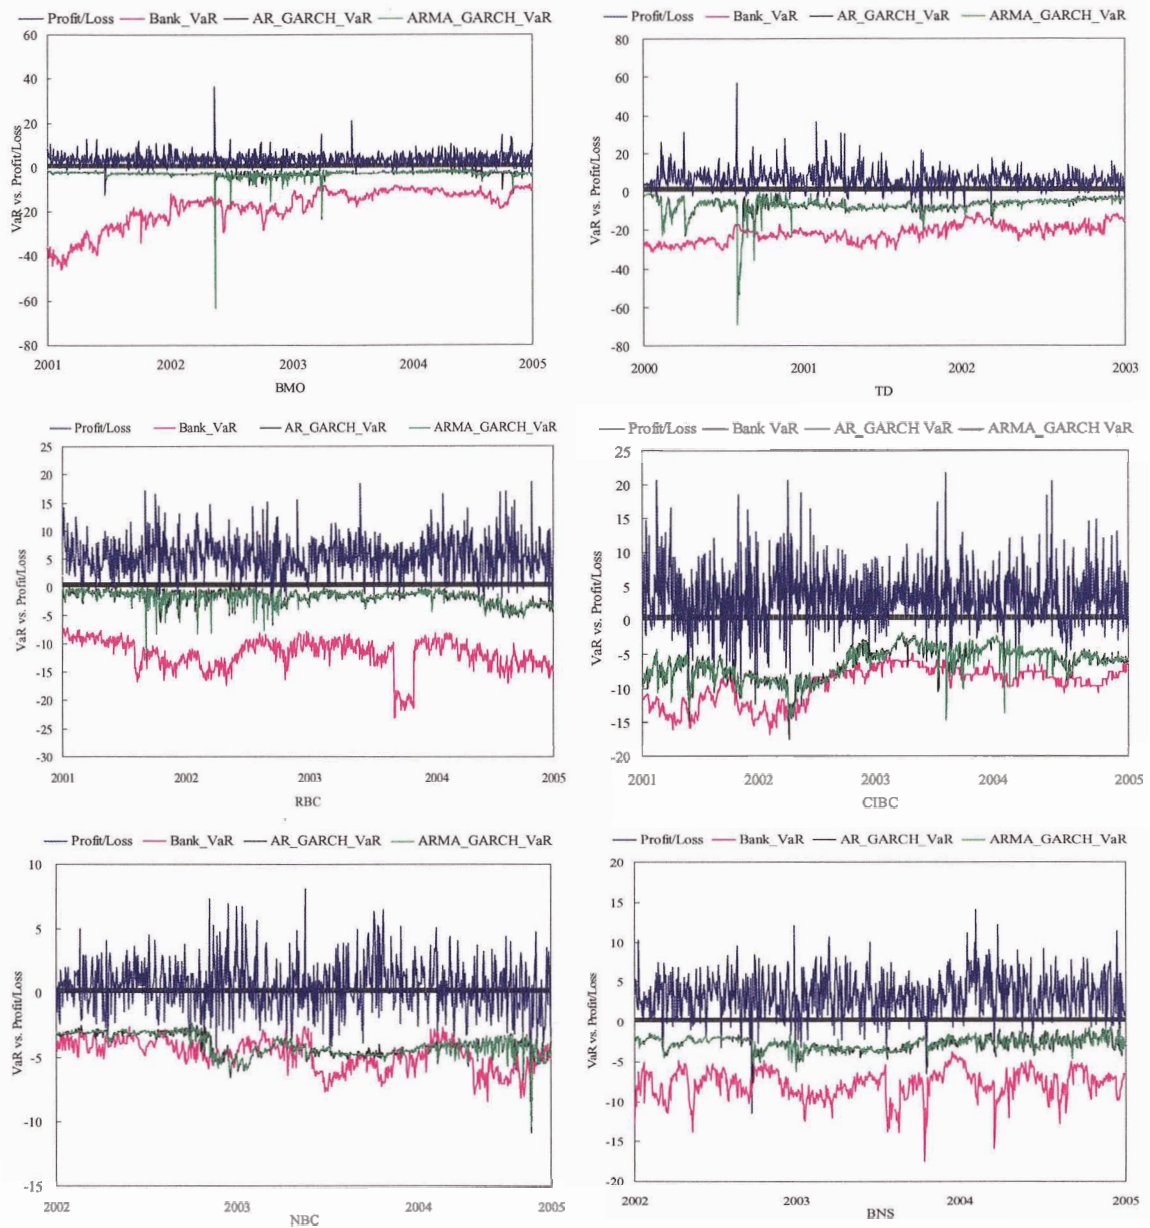 Profit/Loss Bank_VaR AR_GARCH_VaR ARMA_GARCH_VaR
60
40
20
0
-20
-40
-60
-80
VaR vs. Profit/Loss
2001 2002 2003 2004 2005
BMO
Profit/Loss Bank_VaR AR_GARCH_VaR ARMA_GARCH_VaR
80
60
40
20
0
-20
-40
-60
-80
VaR vs. Profit/Loss
2000 2001 2002 2003
TD
Profit/Loss Bank_VaR AR_GARCH_VaR ARMA_GARCH_VaR
25
20
15
10
5
0
-5
-10
-15
-20
-25
-30
VaR vs. Profit/Loss
2001 2002 2003 2004 2005
RBC
Profit/Loss Bank VaR AR_GARCH VaR ARMA_GARCH VaR
25
20
15
10
5
0
-5
-10
-15
-20
VaR vs. Profit/Loss
2001 2002 2003 2004 2005
CIBC
Profit/Loss Bank_VaR AR_GARCH_VaR ARMA_GARCH_VaR
10
5
0
-5
-10
-15
VaR vs. Profit/Loss
2002 2003 2004 2005
NBC
Profit/Loss Bank_VaR AR_GARCH_VaR ARMA_GARCH_VaR
20
15
10
5
0
-5
-10
-15
-20
VaR vs. Profit/Loss
2002 2003 2004 2005
BNS